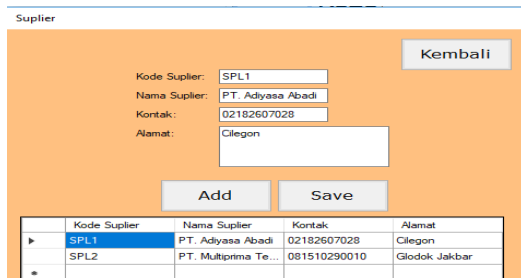 Suplier
Kembali
Kode Suplier: SPL1
Nama Suplier: PT. Adiyasa Abadi
Kontak: 02182607028
Alamat: Cilegon
Add Save
Kode Suplier Nama Suplier Kontak Alamat
SPL1 PT. Adiyasa Abadi 02182607028 Cilegon
SPL2 PT. Multiprima Te... 081510290010 Glodok Jakbar